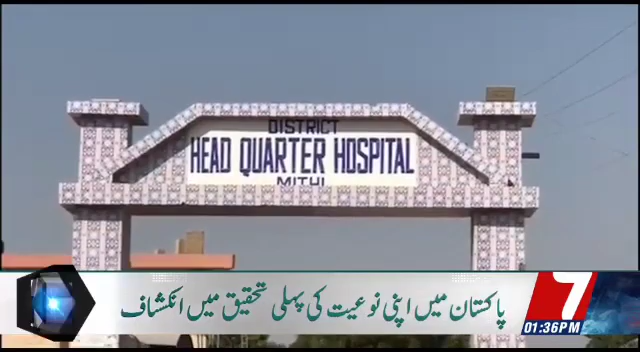 DISTRICT
HEAD QUARTER HOSPITAL
MITHI
پاکستان میں اپنی نوعیت کی پہلی تحقیق میں انکشاف
7
01:36PM